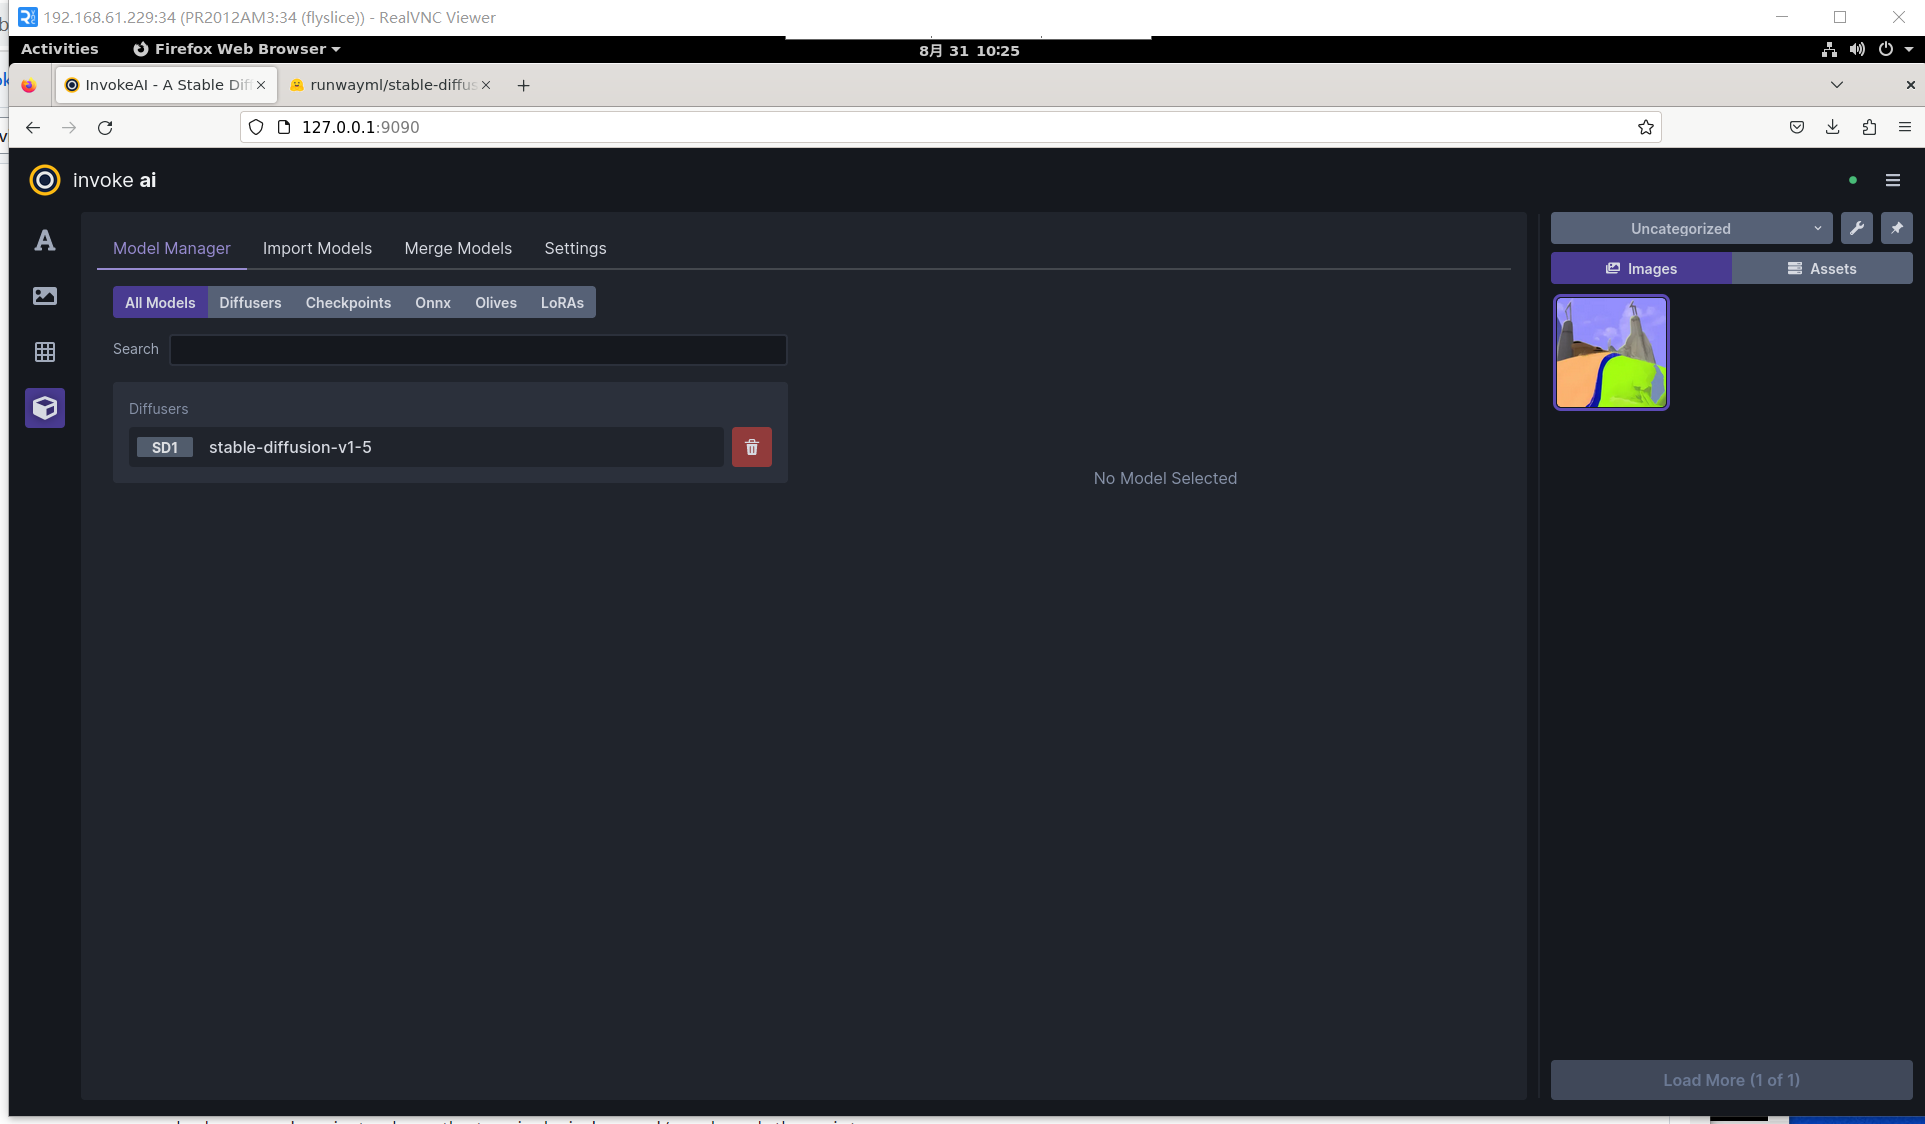 192.168.61.229:34 (PR2012AM3:34 (flyslice)) - RealVNC Viewer
Activities Firefox Web Browser 8月 31 10:25
InvokeAI - A Stable Dif runwayml/stable-diffus
127.0.0.1:9090
invoke ai
Model Manager Import Models Merge Models Settings
All Models Diffusers Checkpoints Onnx Olives LoRAs
Search
Diffusers
SD1 stable-diffusion-v1-5
No Model Selected
Uncategorized
Images Assets
Load More (1 of 1)